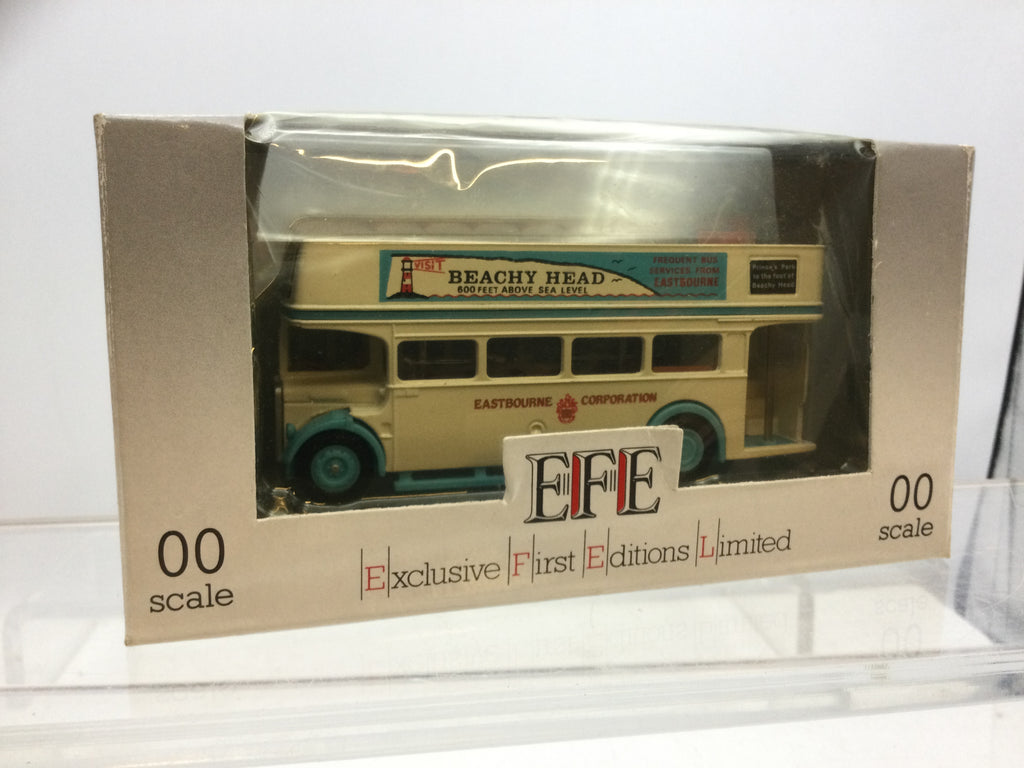 VISIT
BEACHY HEAD
600 FEET ABOVE SEA LEVEL
FREQUENT BUS
SERVICES FROM
EASTBOURNE
Prince's Park
to the foot of
Beachy Head
EASTBOURNE CORPORATION
EFE
00
scale
Exclusive First Editions Limited
00
scale